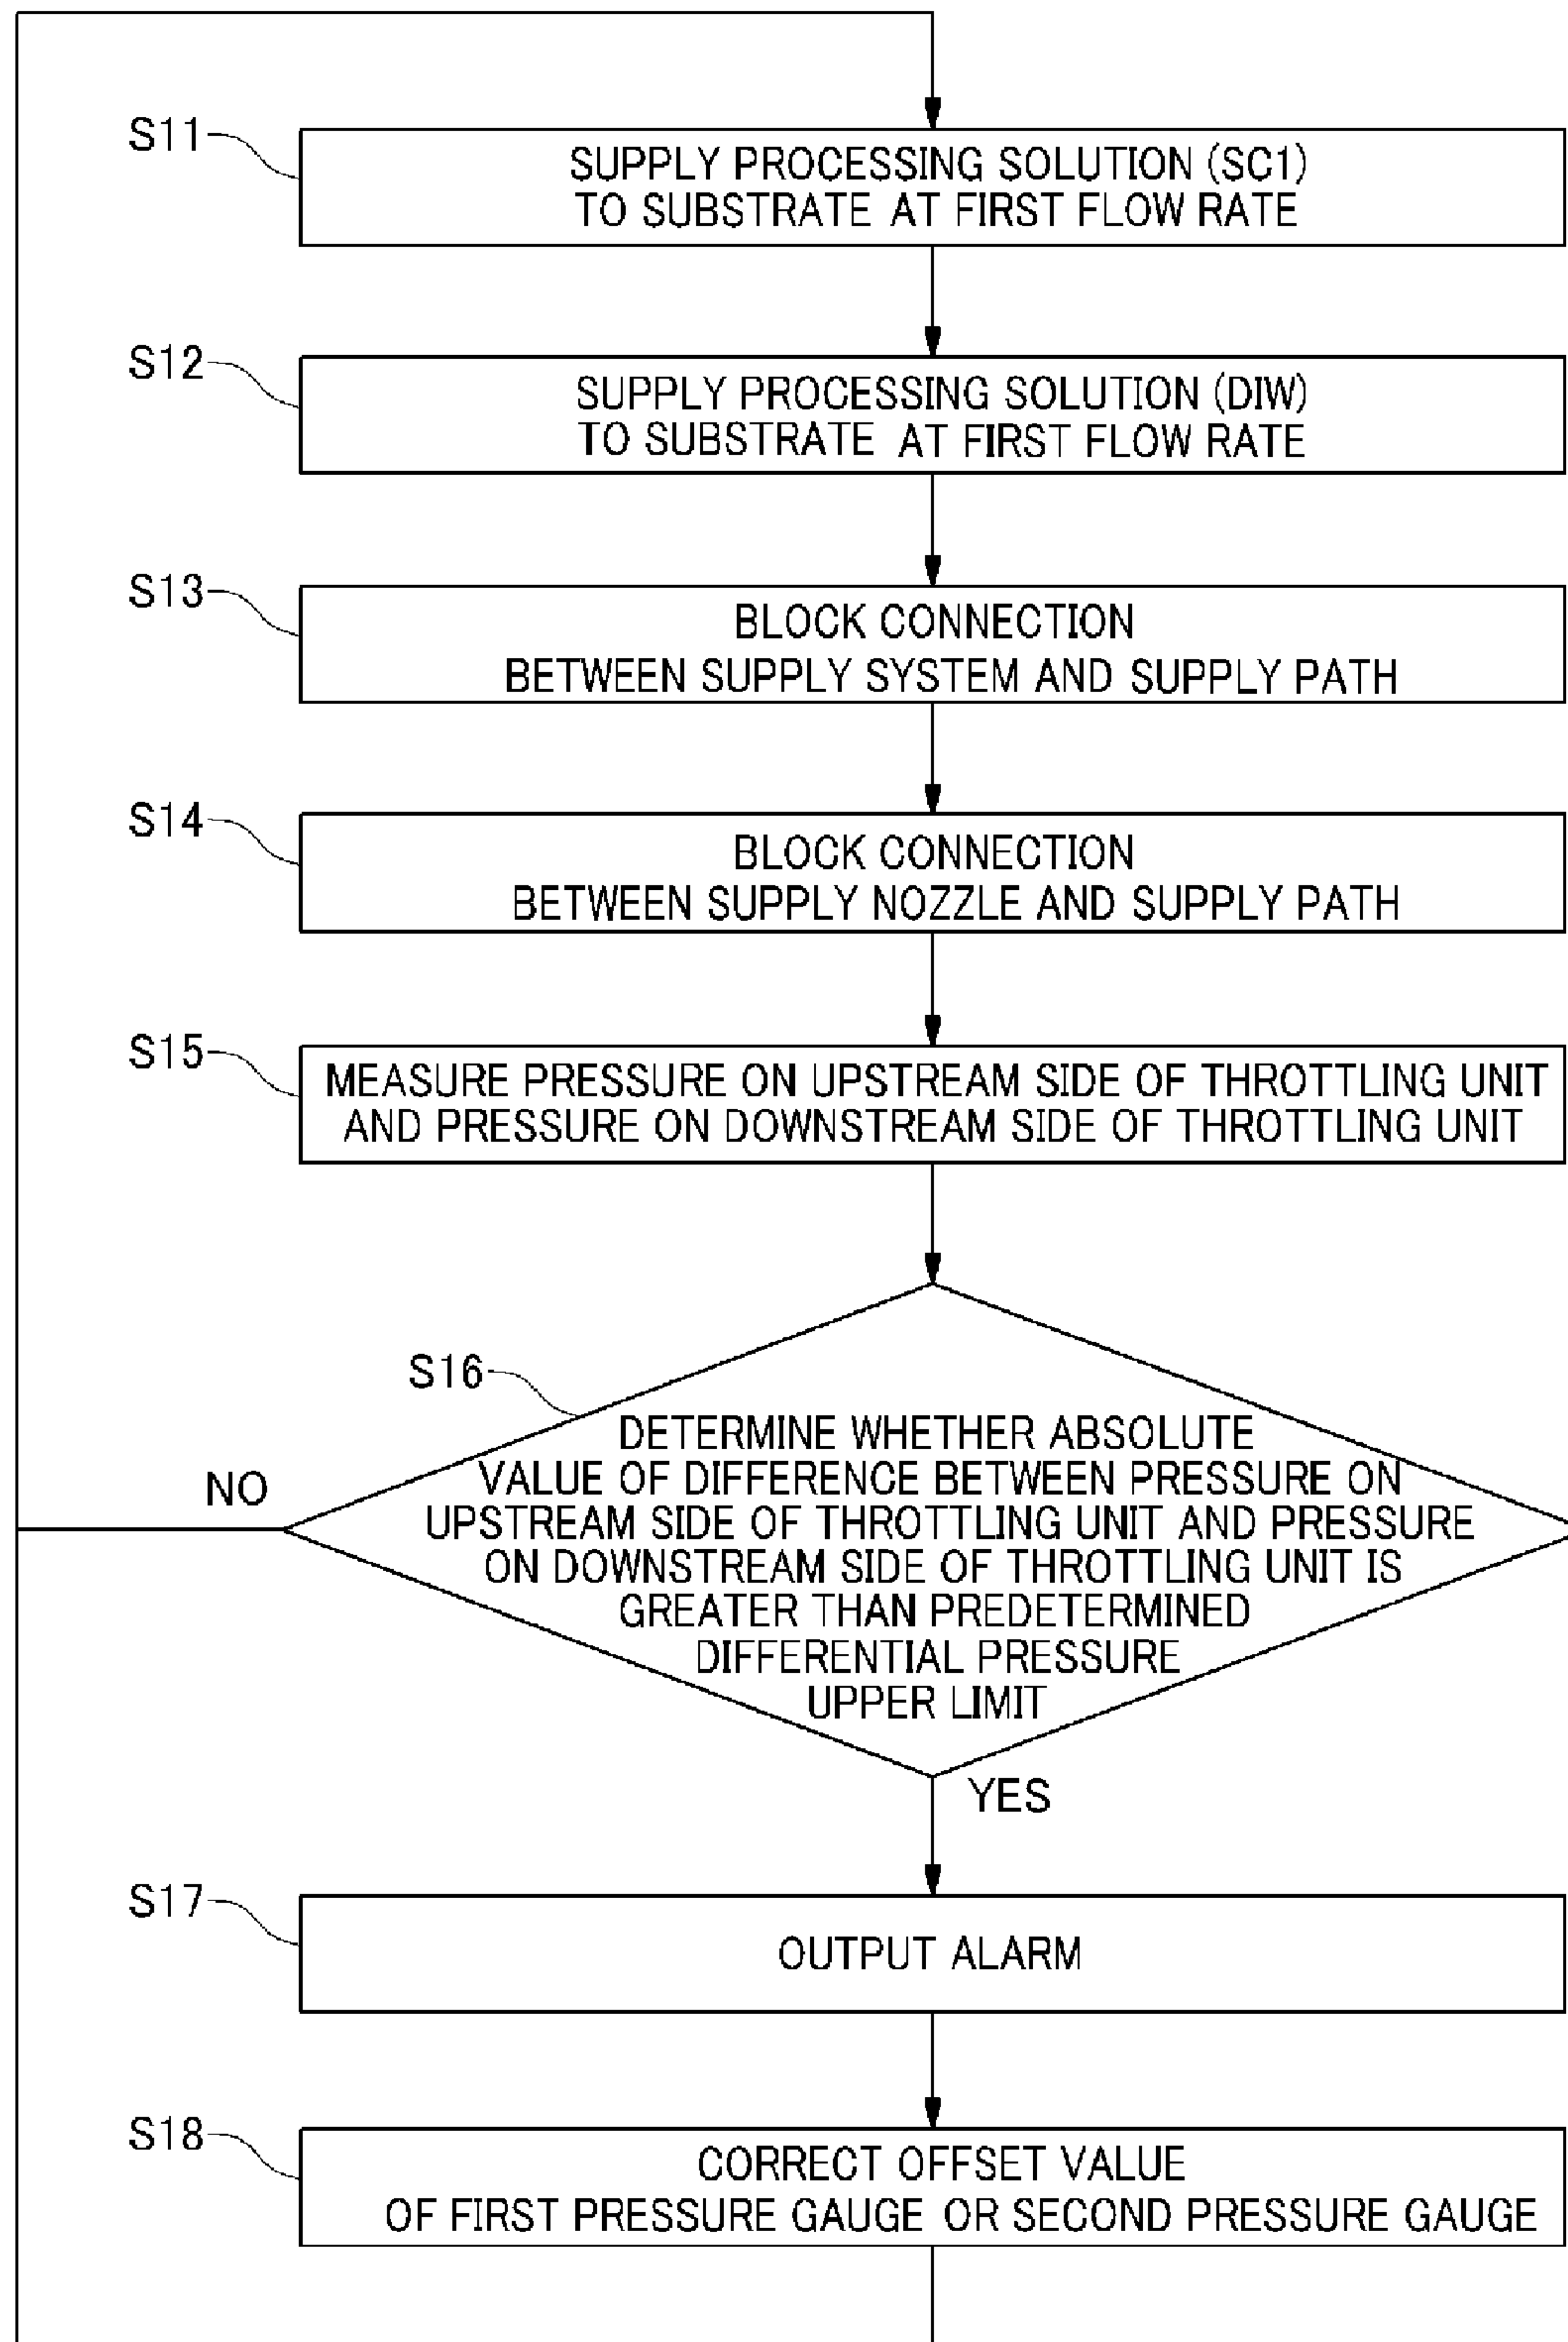 S11
SUPPLY PROCESSING SOLUTION (SC1)
TO SUBSTRATE AT FIRST FLOW RATE
S12
SUPPLY PROCESSING SOLUTION (DIW)
TO SUBSTRATE AT FIRST FLOW RATE
S13
BLOCK CONNECTION
BETWEEN SUPPLY SYSTEM AND SUPPLY PATH
S14
BLOCK CONNECTION
BETWEEN SUPPLY NOZZLE AND SUPPLY PATH
S15
MEASURE PRESSURE ON UPSTREAM SIDE OF THROTTLING UNIT
AND PRESSURE ON DOWNSTREAM SIDE OF THROTTLING UNIT
S16
DETERMINE WHETHER ABSOLUTE
VALUE OF DIFFERENCE BETWEEN PRESSURE ON
UPSTREAM SIDE OF THROTTLING UNIT AND PRESSURE
ON DOWNSTREAM SIDE OF THROTTLING UNIT IS
GREATER THAN PREDETERMINED
DIFFERENTIAL PRESSURE
UPPER LIMIT
NO
YES
S17
OUTPUT ALARM
S18
CORRECT OFFSET VALUE
OF FIRST PRESSURE GAUGE OR SECOND PRESSURE GAUGE